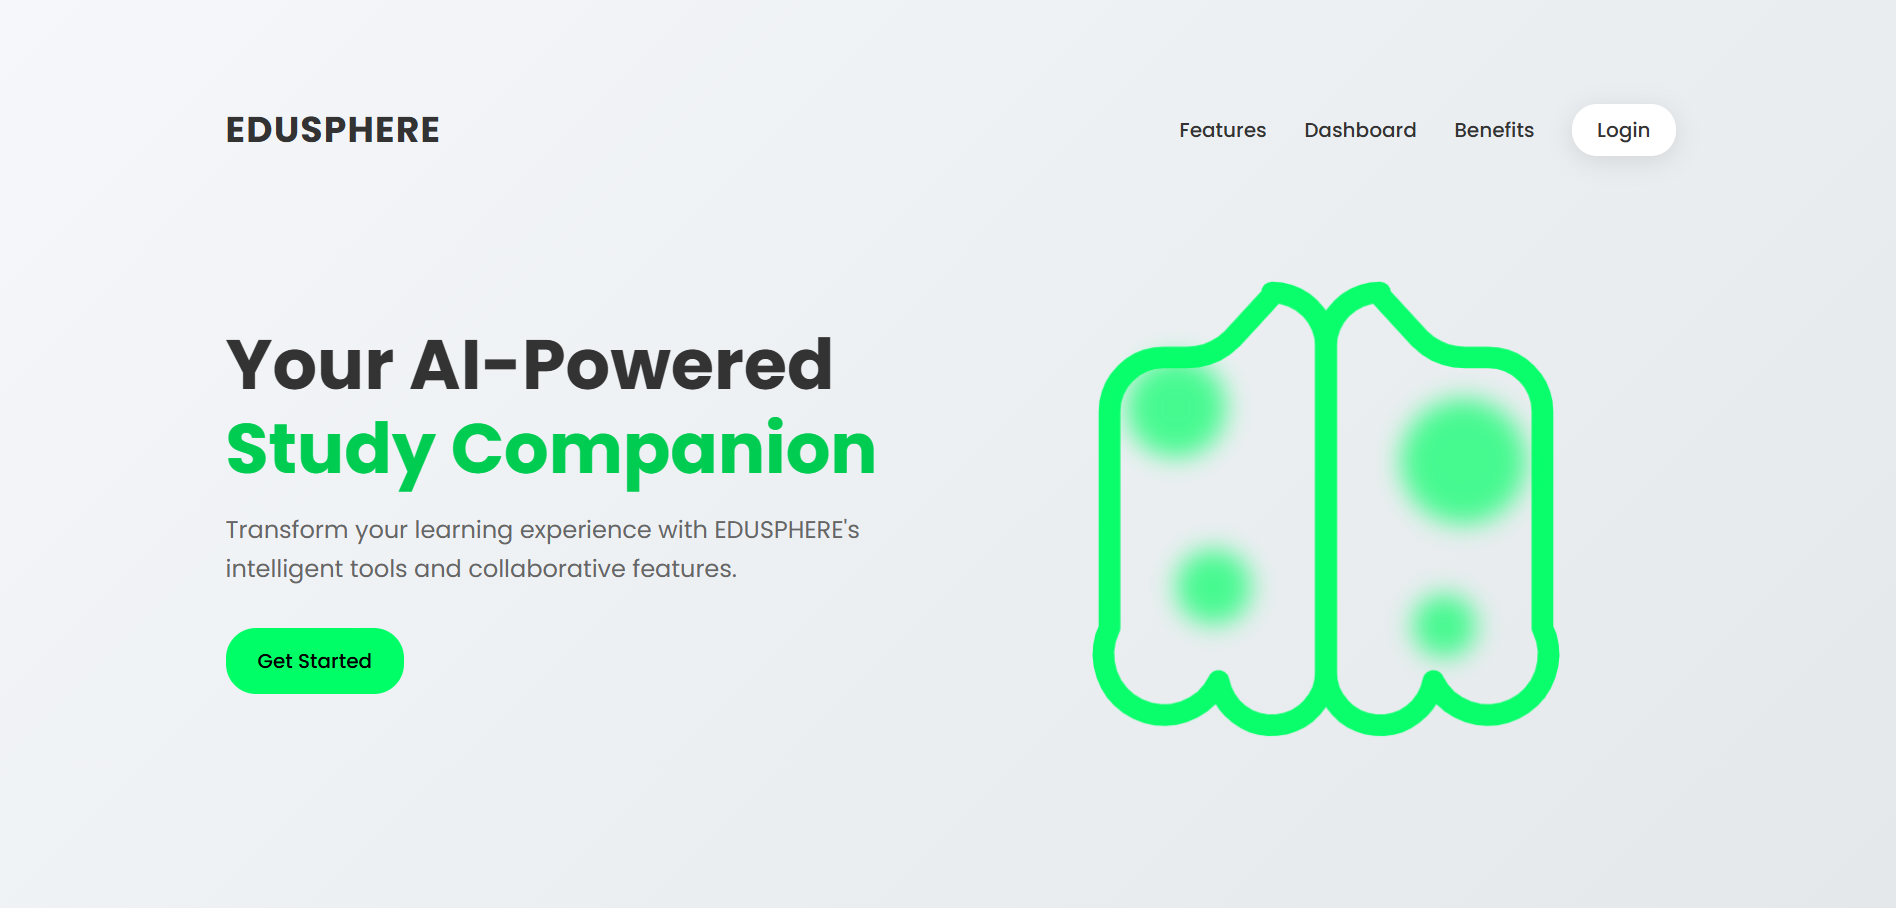 EDUSPHERE
Features Dashboard Benefits Login
Your AI-Powered
Study Companion
Transform your learning experience with EDUSPHERE's
intelligent tools and collaborative features.
Get Started